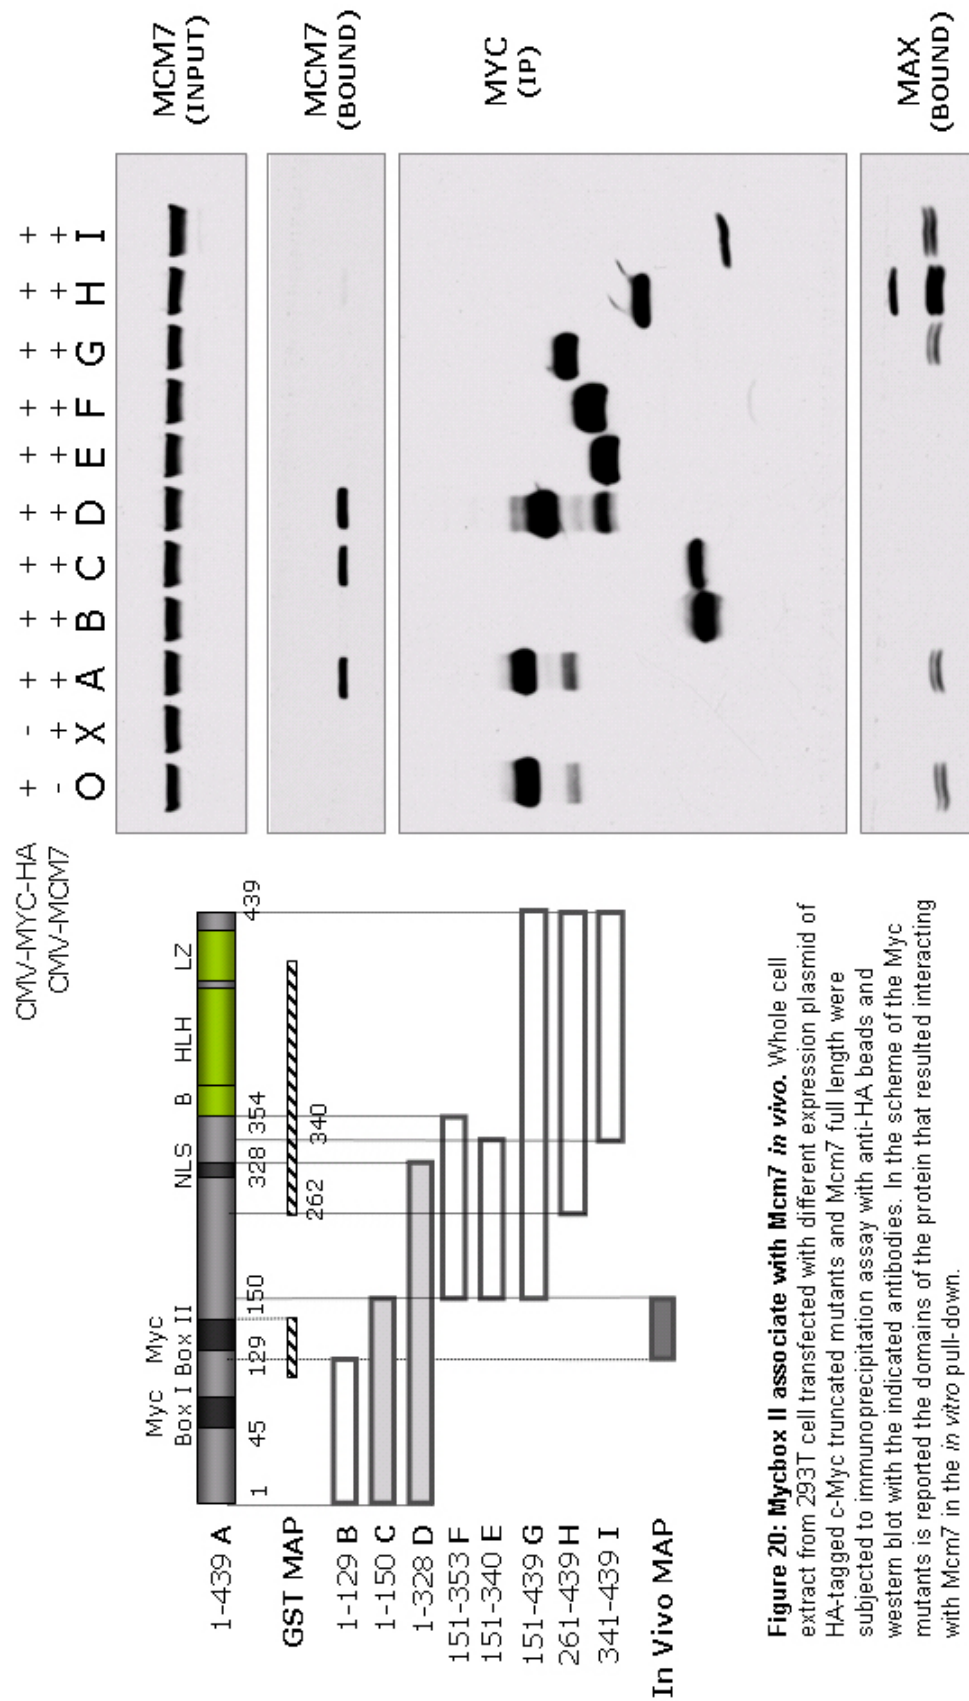 CMV-MYC-HA + - + + + + + + + + +
CMV-MCM7 - + + + + + + + + + +
O X A B C D E F G H I
MCM7
(INPUT)
MCM7
(BOUND)
MYC
(IP)
MAX
(BOUND)
Myc Box I
Myc Box II
NLS
B
HLH
LZ
1-439 A
1 45 129 150 328 354 439
GST MAP
262 340
1-129 B
1-150 C
1-328 D
151-353 F
151-340 E
151-439 G
261-439 H
341-439 I
In Vivo MAP
Figure 20: Mycbox II associate with Mcm7 in vivo. Whole cell
extract from 293T cell transfected with different expression plasmid of
HA-tagged c-Myc truncated mutants and Mcm7 full length were
subjected to immunoprecipitation assay with anti-HA beads and
western blot with the indicated antibodies. In the scheme of the Myc
mutants is reported the domains of the protein that resulted interacting
with Mcm7 in the in vitro pull-down.